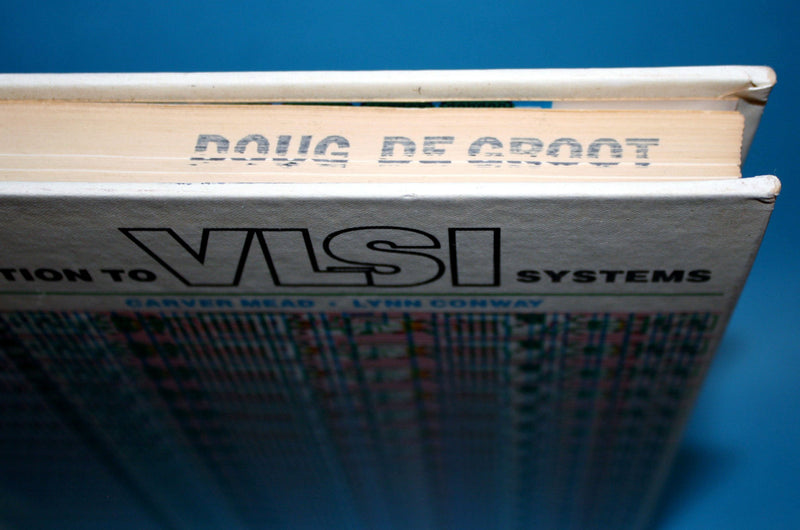 DOUG DE GROOT
TION TO VLSI SYSTEMS
CARVER MEAD · LYNN CONWAY